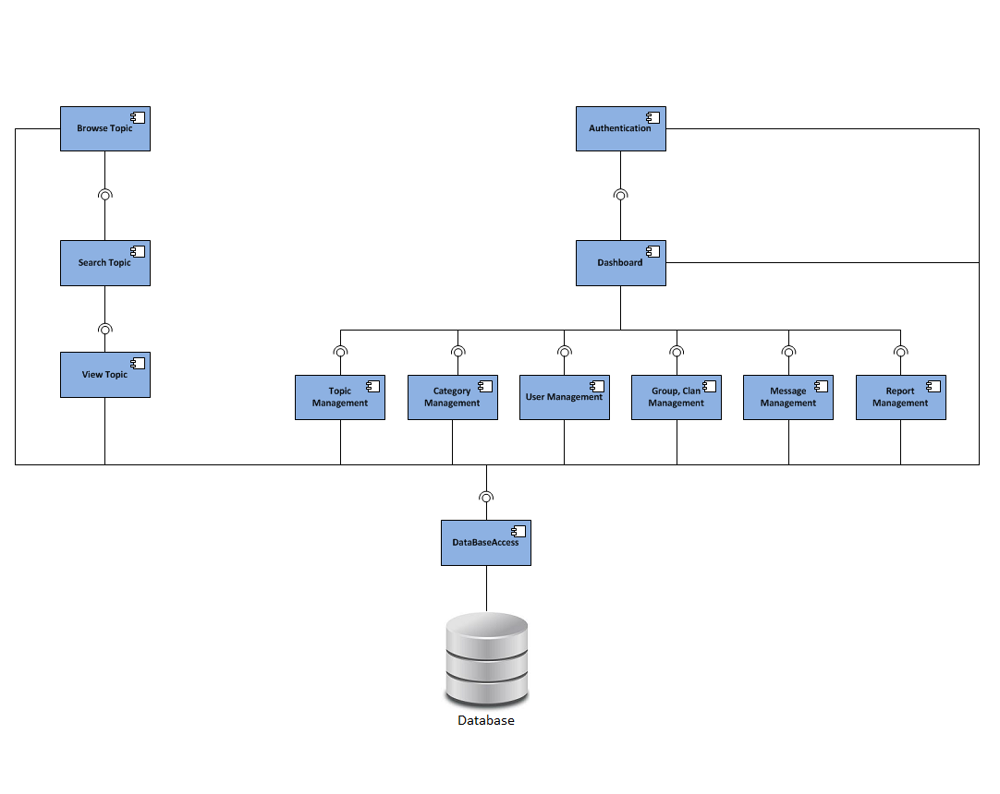 Browse Topic
Authentication
Search Topic
Dashboard
View Topic
Topic
Management
Category
Management
User Management
Group, Clan
Management
Message
Management
Report
Management
DataBaseAccess
Database